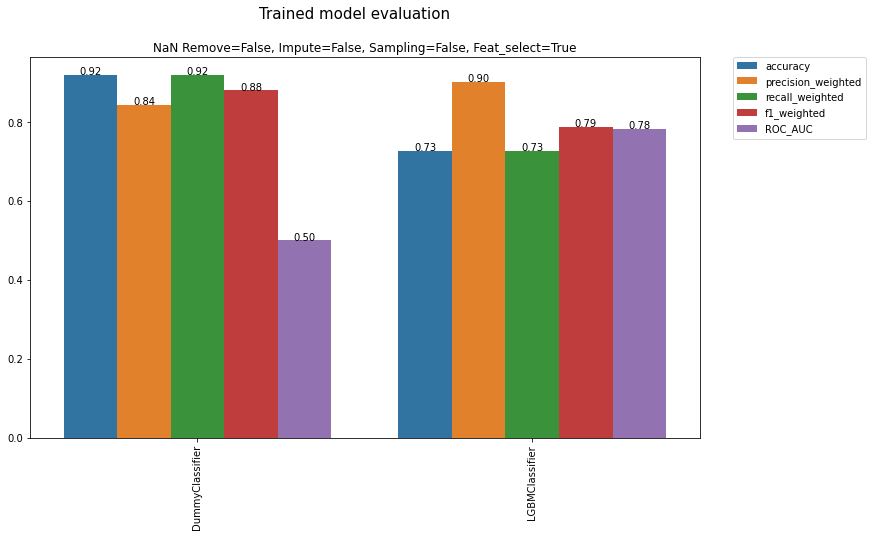 Trained model evaluation
NaN Remove=False, Impute=False, Sampling=False, Feat_select=True
0.92
0.84
0.92
0.88
0.50
0.73
0.90
0.73
0.79
0.78
accuracy
precision_weighted
recall_weighted
f1_weighted
ROC_AUC
0.8
0.6
0.4
0.2
0.0
DummyClassifier
LGBMClassifier